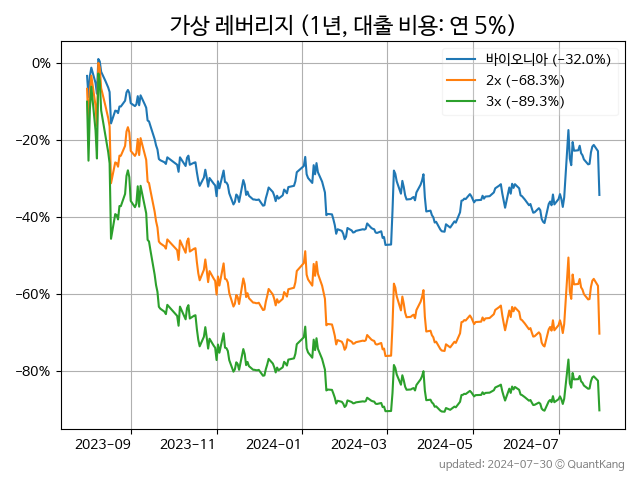 가상 레버리지 (1년, 대출 비용: 연 5%)
바이오니아 (−32.0%)
2x (−68.3%)
3x (−89.3%)
0%
−20%
−40%
−60%
−80%
2023-09
2023-11
2024-01
2024-03
2024-05
2024-07
updated: 2024-07-30 © QuantKang